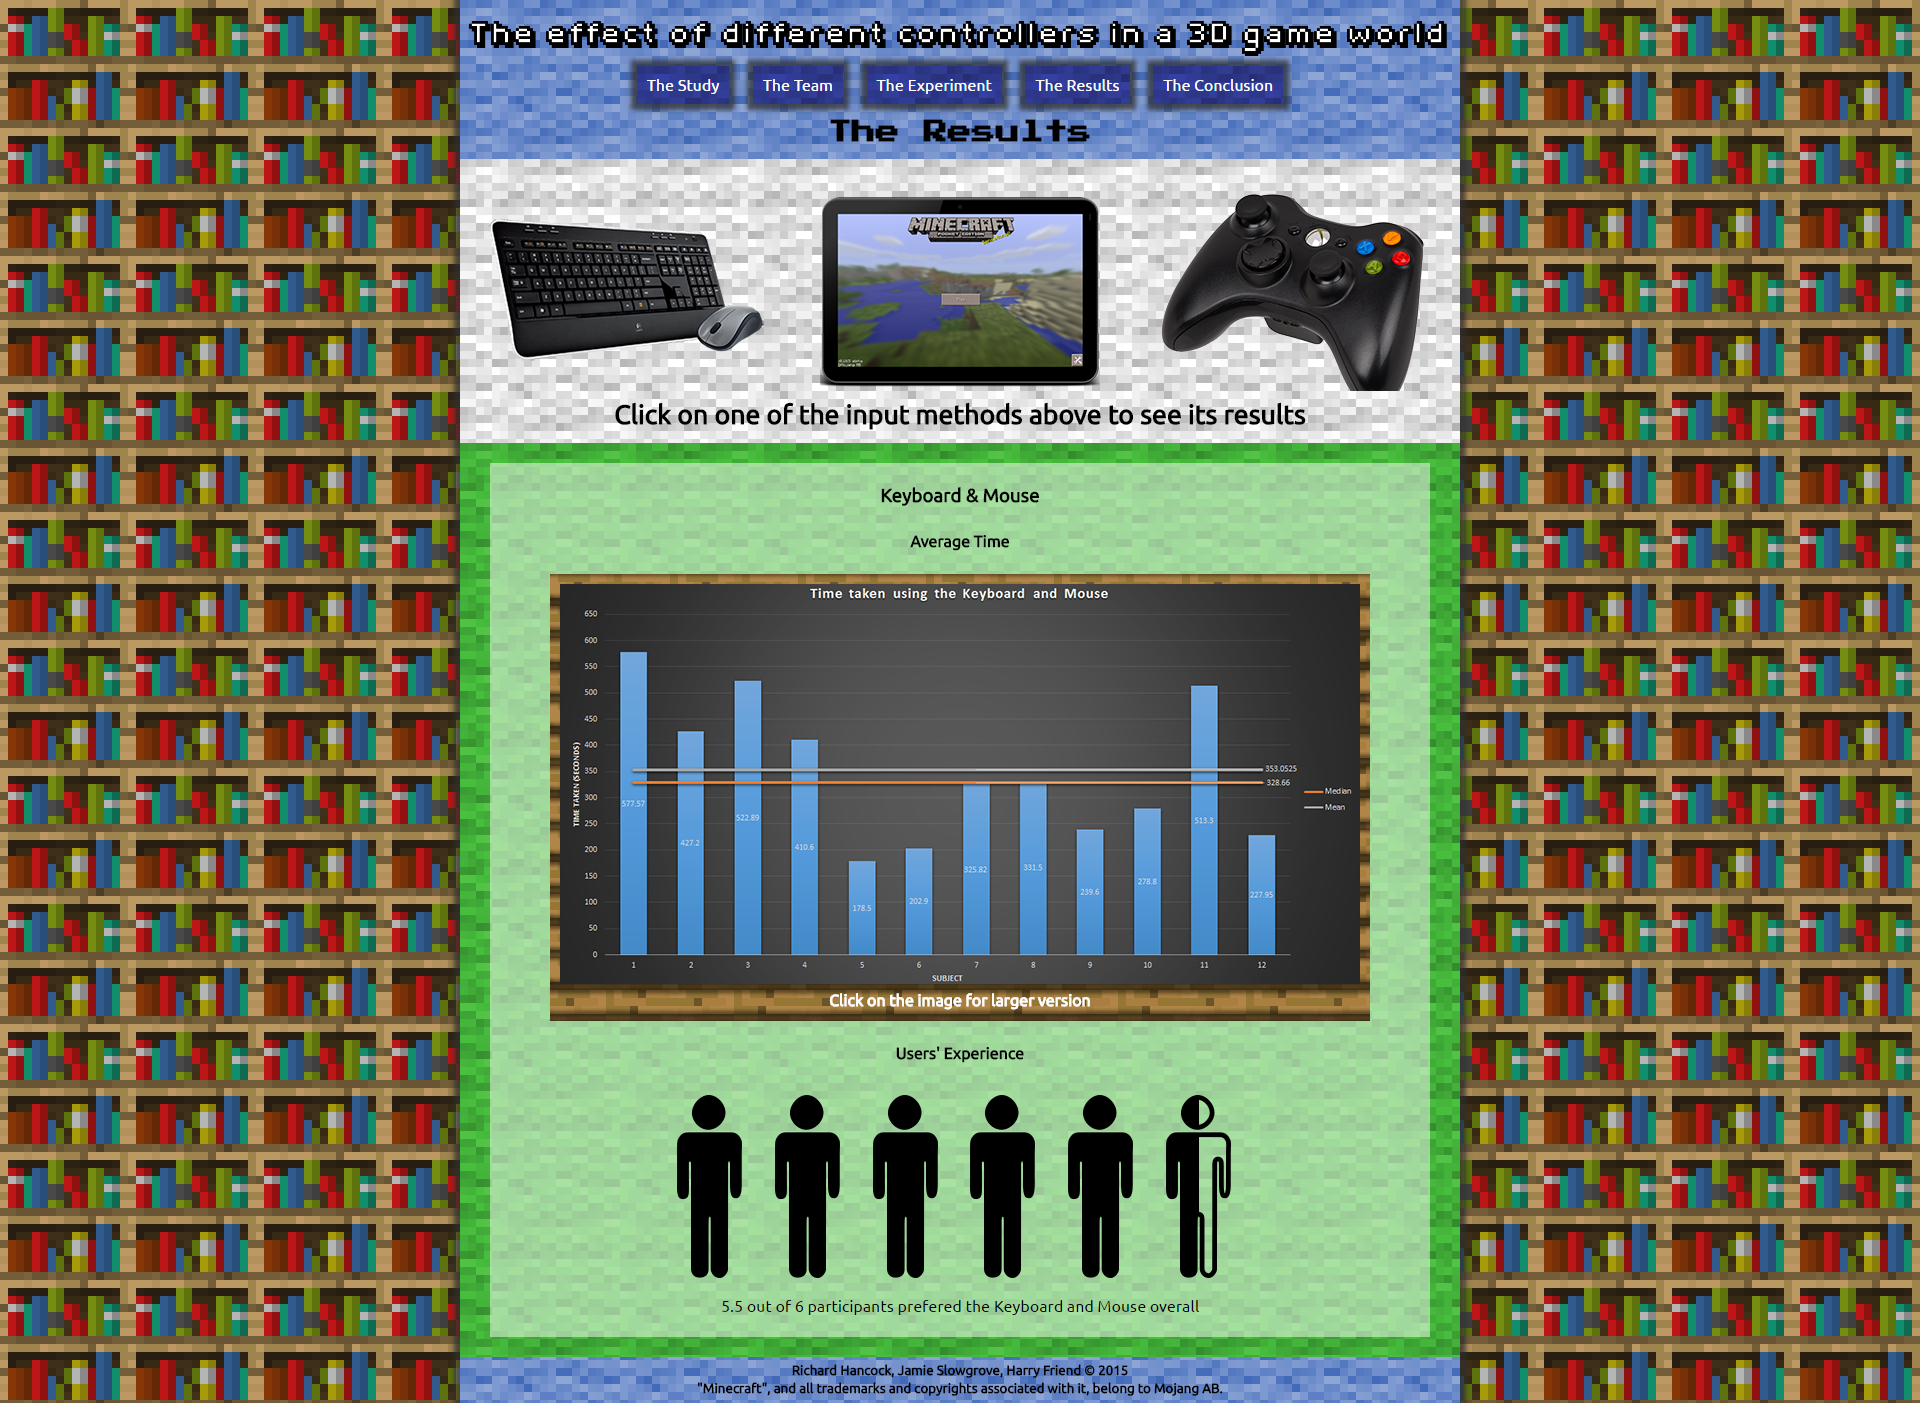 The effect of different controllers in a 3D game world
The Study The Team The Experiment The Results The Conclusion
The Results
MINECRAFT
POCKET EDITION
Click on one of the input methods above to see its results
Keyboard & Mouse
Average Time
Time taken using the Keyboard and Mouse
650
600
550
500
450
400
350
300
250
200
150
100
50
0
TIME TAKEN (SECONDS)
577.57
427.2
522.89
410.6
178.5
202.9
325.82
331.5
239.6
278.8
513.3
227.95
353.0525
328.66
Median
Mean
1 2 3 4 5 6 7 8 9 10 11 12
SUBJECT
Click on the image for larger version
Users' Experience
5.5 out of 6 participants prefered the Keyboard and Mouse overall
Richard Hancock, Jamie Slowgrove, Harry Friend © 2015
"Minecraft", and all trademarks and copyrights associated with it, belong to Mojang AB.